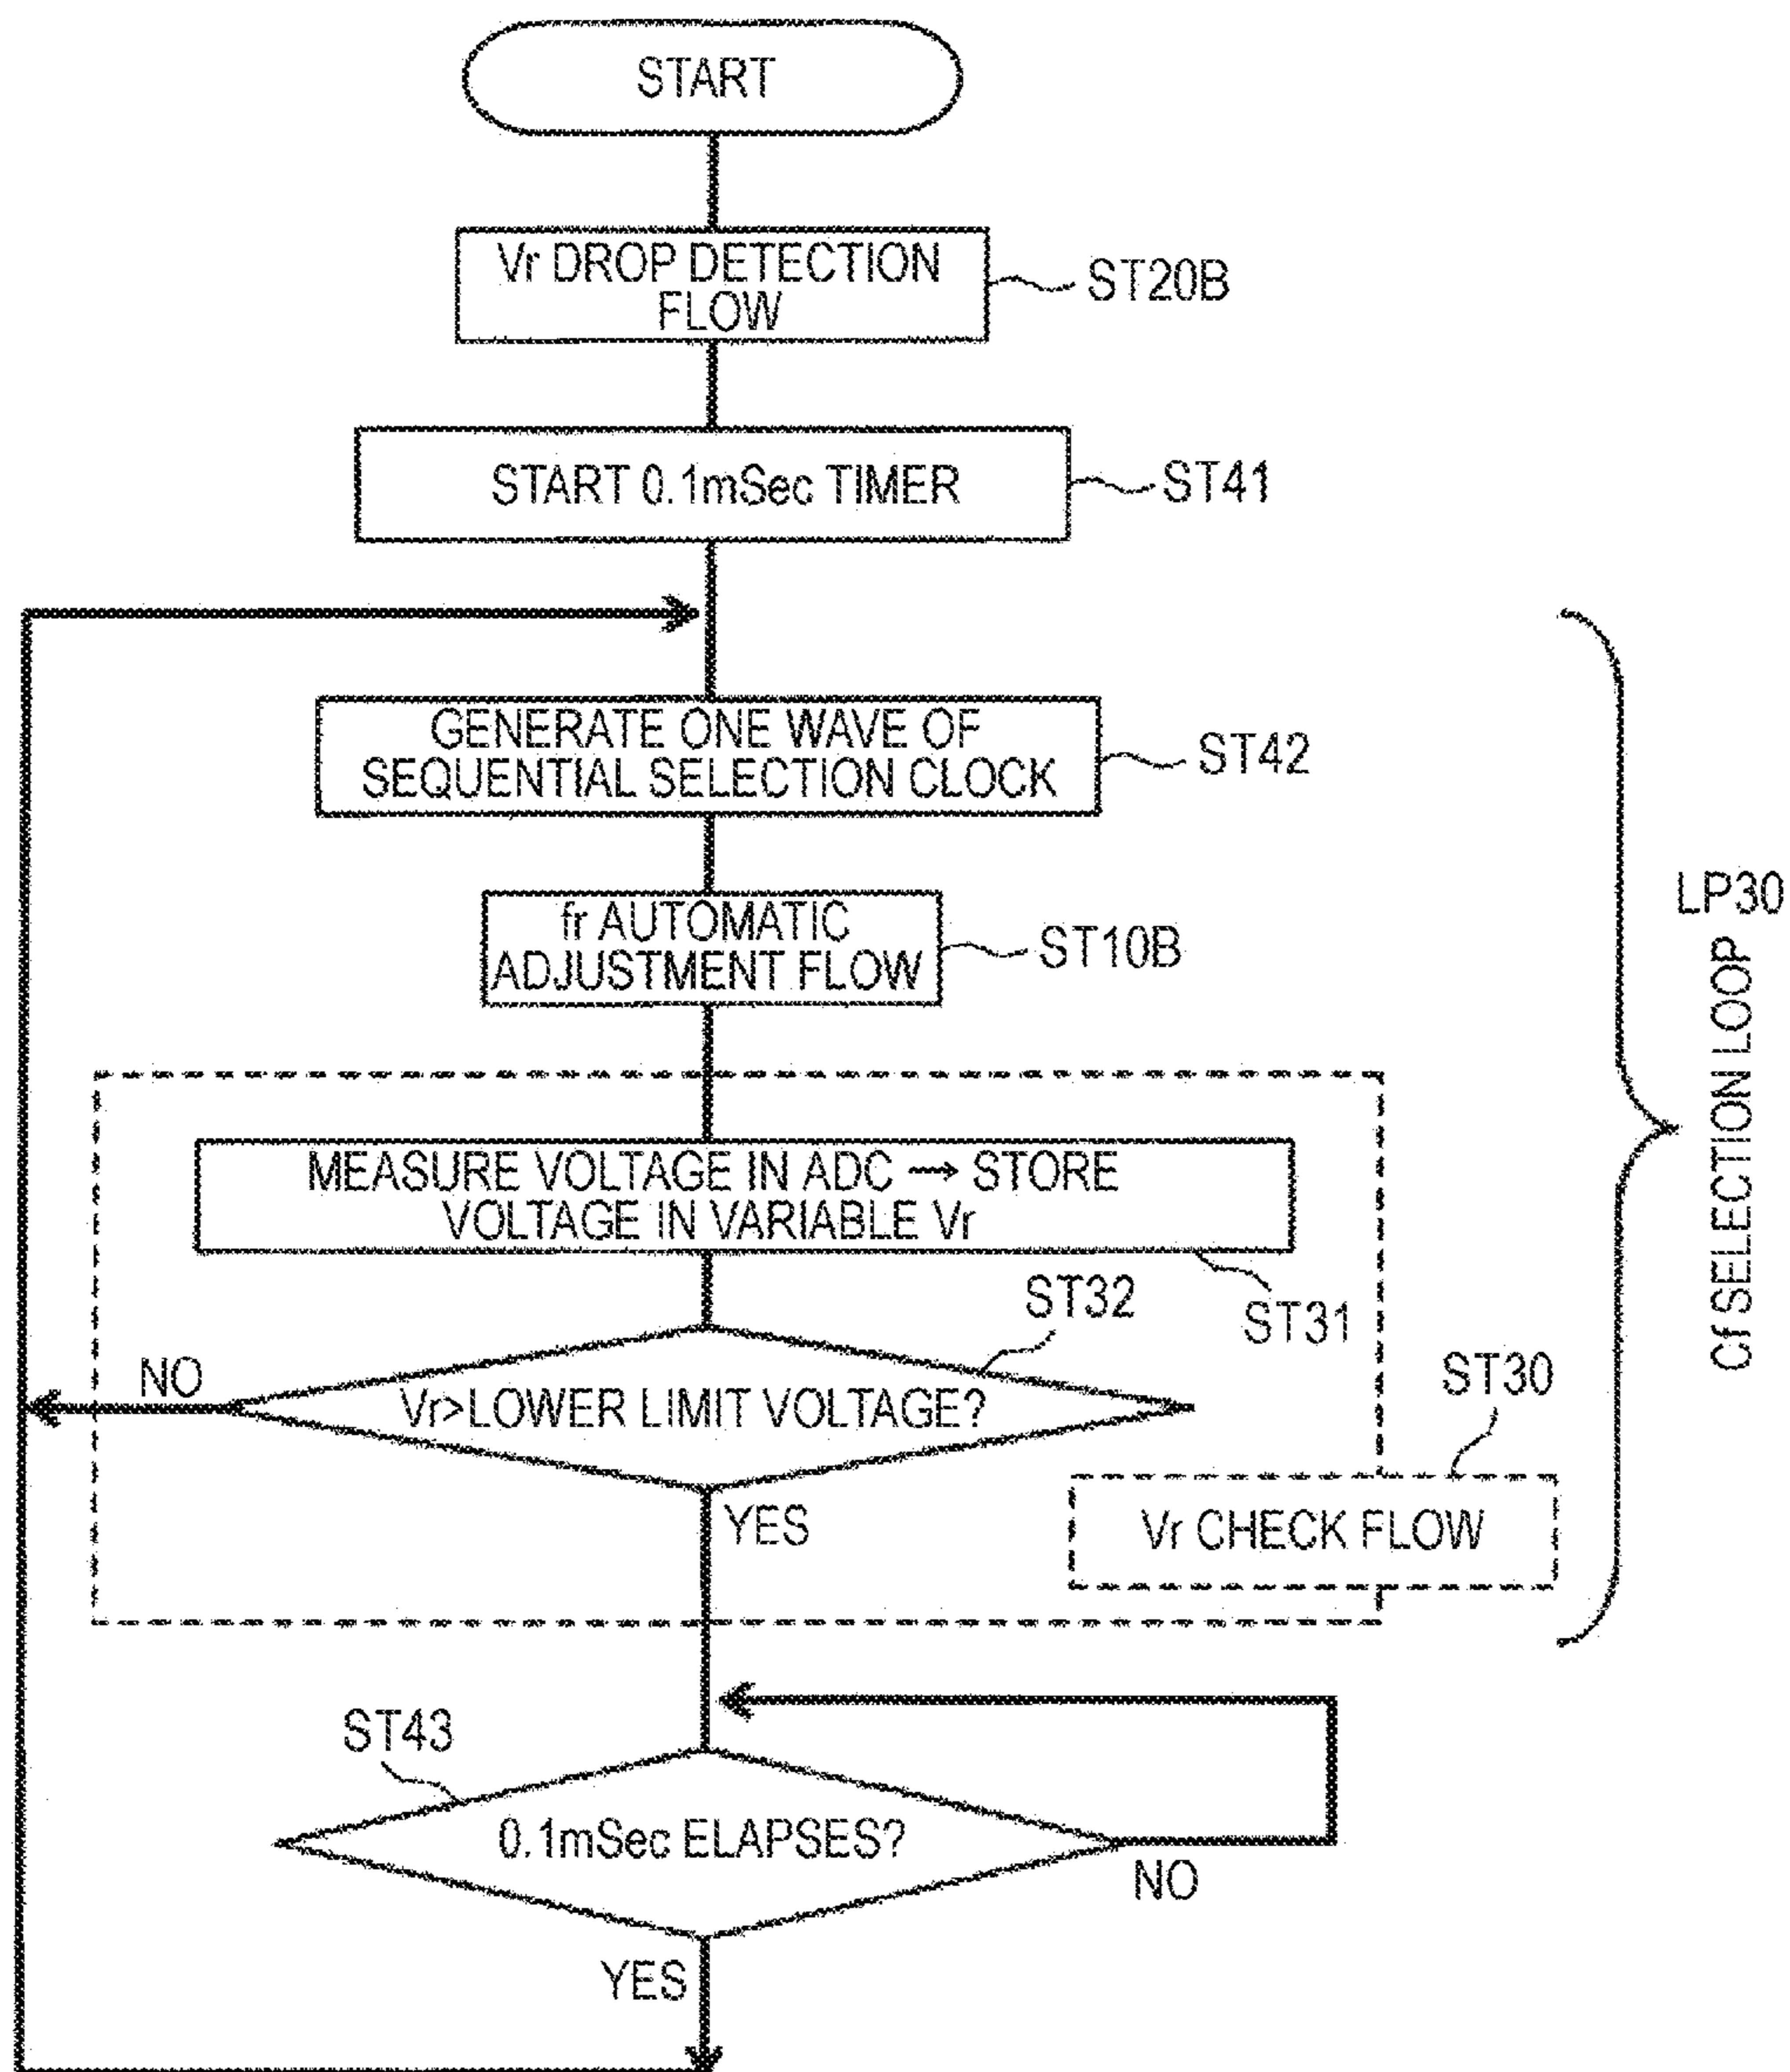 START
Vr DROP DETECTION
FLOW
ST20B
START 0.1mSec TIMER
ST41
GENERATE ONE WAVE OF
SEQUENTIAL SELECTION CLOCK
ST42
fr AUTOMATIC
ADJUSTMENT FLOW
ST10B
LP30
Cf SELECTION LOOP
MEASURE VOLTAGE IN ADC → STORE
VOLTAGE IN VARIABLE Vr
ST31
ST32
Vr>LOWER LIMIT VOLTAGE?
NO
YES
ST30
Vr CHECK FLOW
ST43
0.1mSec ELAPSES?
NO
YES